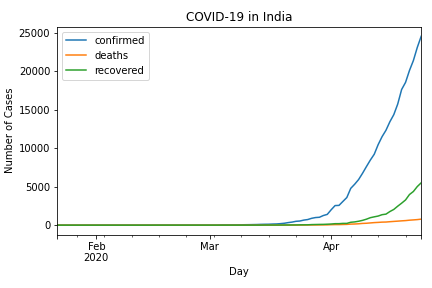 COVID-19 in India
confirmed
deaths
recovered
Number of Cases
25000
20000
15000
10000
5000
0
Feb
2020
Mar
Apr
Day